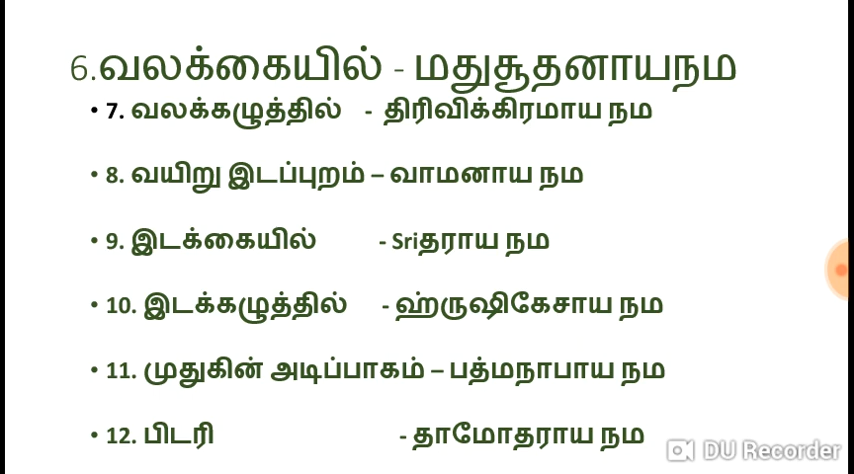 6.வலக்கையில் - மதுசூதனாயநம
• 7. வலக்கழுத்தில் - திரிவிக்கிரமாய நம
• 8. வயிறு இடப்புறம் – வாமனாய நம
• 9. இடக்கையில் - Sriதராய நம
• 10. இடக்கழுத்தில் - ஹ்ருஷிகேசாய நம
• 11. முதுகின் அடிப்பாகம் – பத்மநாபாய நம
• 12. பிடரி - தாமோதராய நம
DU Recorder